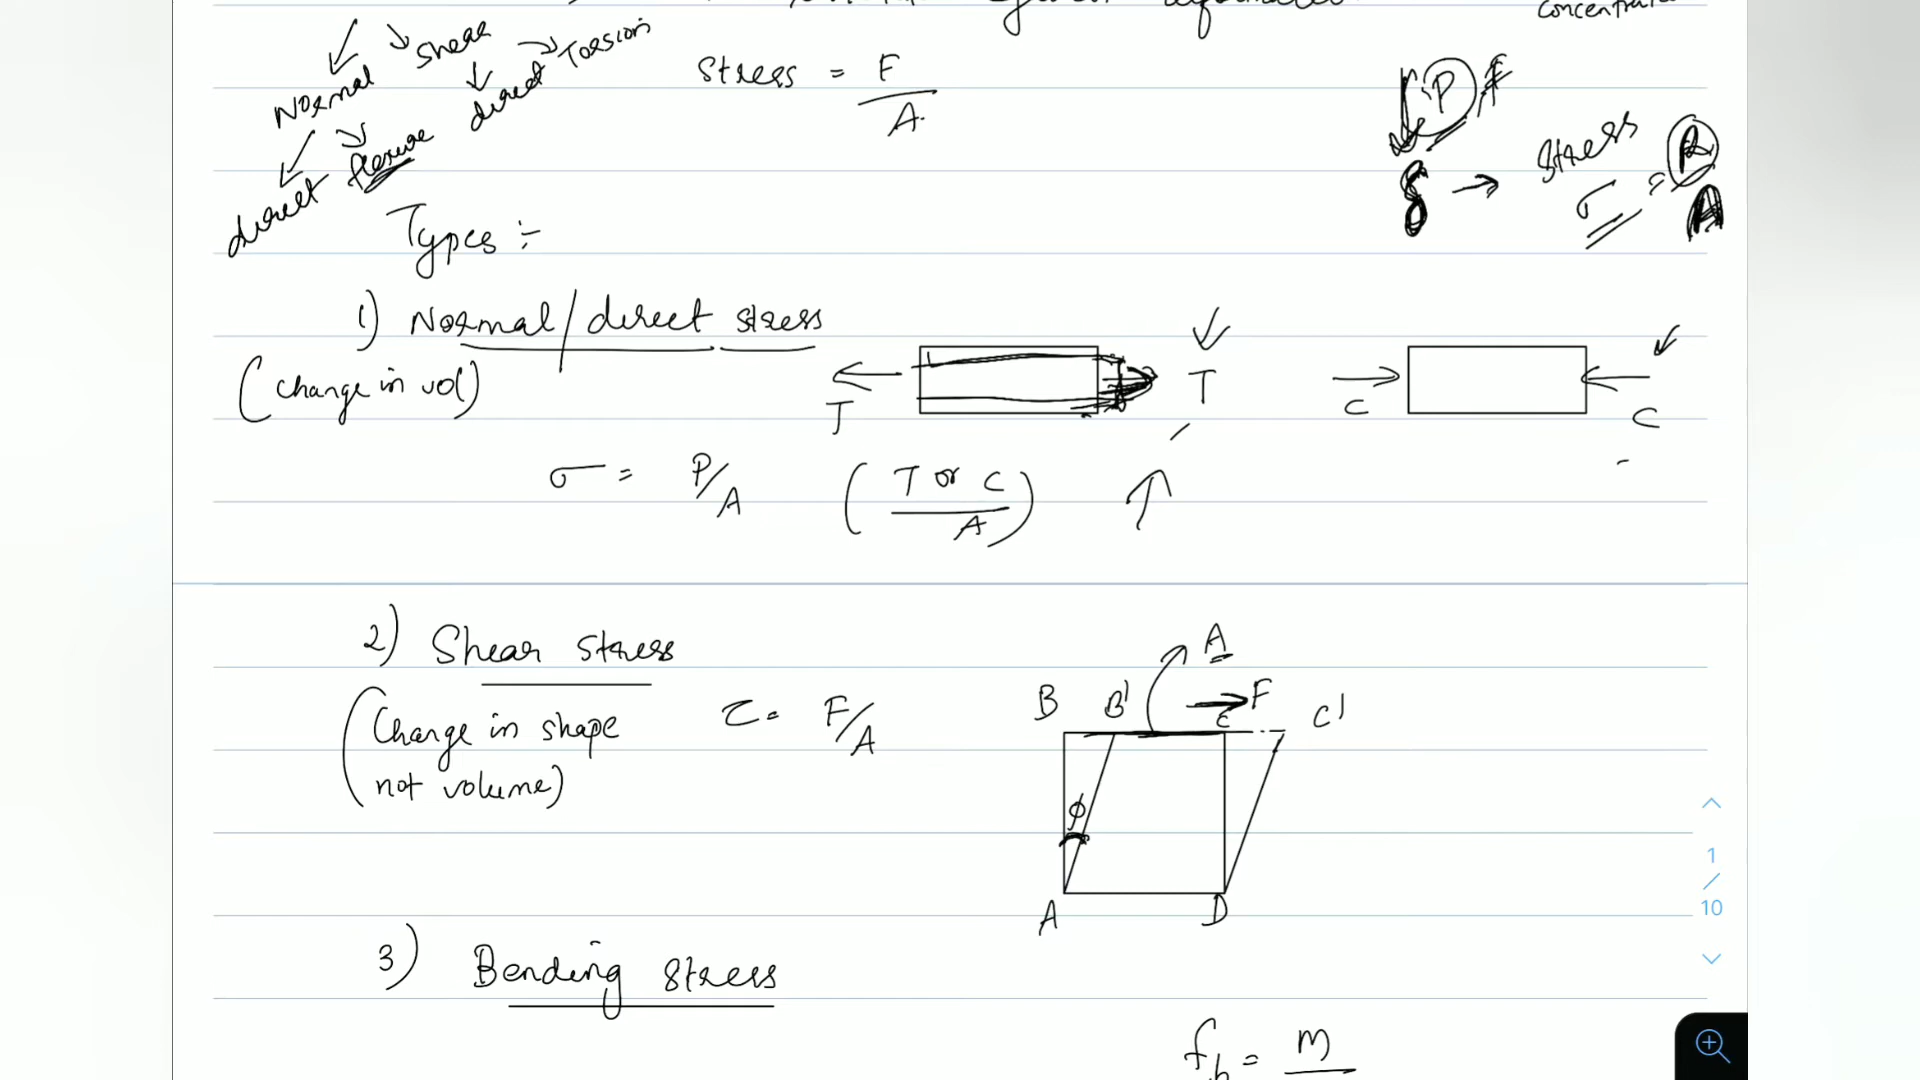 concentrat
Normal Shear
direct flexure direct Torsion
Stress = F
A.
P
δ → Stress
σ = P
A
Types :-
1) Normal / direct stress
(Change in vol)
T T C C
σ = P/A (T or C
A)
2) Shear stress
(Change in shape
not volume)
τ = F/A
A
B B' F
C C'
φ
A D
3) Bending stress
f_b = M
1
/
10